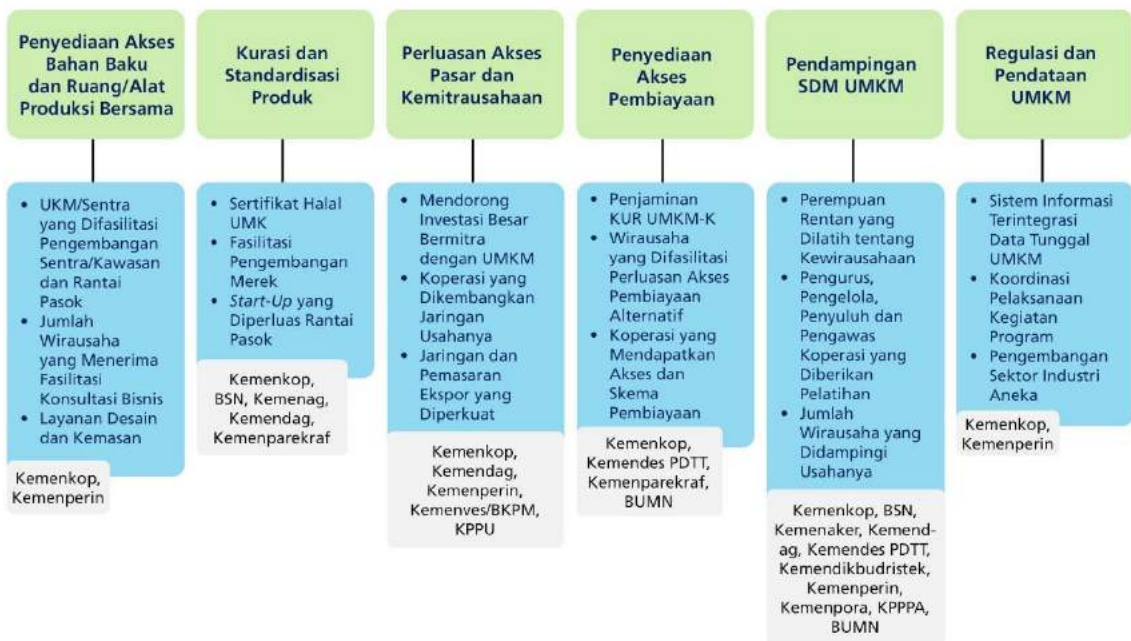 Penyediaan Akses
Bahan Baku
dan Ruang/Alat
Produksi Bersama
• UKM/Sentra
yang Difasilitasi
Pengembangan
Sentra/Kawasan
dan Rantai
Pasok
• Jumlah
Wirausaha
yang Menerima
Fasilitasi
Konsultasi Bisnis
• Layanan Desain
dan Kemasan
Kemenkop,
Kemenperin
Kurasi dan
Standardisasi
Produk
• Sertifikat Halal
UMK
• Fasilitasi
Pengembangan
Merek
• Start-Up yang
Diperluas Rantai
Pasok
Kemenkop,
BSN, Kemenag,
Kemendag,
Kemenparekraf
Perluasan Akses
Pasar dan
Kemitrausahaan
• Mendorong
Investasi Besar
Bermitra
dengan UMKM
• Koperasi yang
Dikembangkan
Jaringan
Usahanya
• Jaringan dan
Pemasaran
Ekspor yang
Diperkuat
Kemenkop,
Kemendag,
Kemenperin,
Kemenves/BKPM,
KPPU
Penyediaan
Akses
Pembiayaan
• Penjaminan
KUR UMKM-K
• Wirausaha
yang Difasilitasi
Perluasan Akses
Pembiayaan
Alternatif
• Koperasi yang
Mendapatkan
Akses dan
Skema
Pembiayaan
Kemenkop,
Kemendes PDTT,
Kemenparekraf,
BUMN
Pendampingan
SDM UMKM
• Perempuan
Rentan yang
Dilatih tentang
Kewirausahaan
• Pengurus,
Pengelola,
Penyuluh dan
Pengawas
Koperasi yang
Diberikan
Pelatihan
• Jumlah
Wirausaha yang
Didampingi
Usahanya
Kemenkop, BSN,
Kemenaker, Kemend-
ag, Kemendes PDTT,
Kemendikbudristek,
Kemenperin,
Kemenpora, KPPPA,
BUMN
Regulasi dan
Pendataan
UMKM
• Sistem Informasi
Terintegrasi
Data Tunggal
UMKM
• Koordinasi
Pelaksanaan
Kegiatan
Program
• Pengembangan
Sektor Industri
Aneka
Kemenkop,
Kemenperin